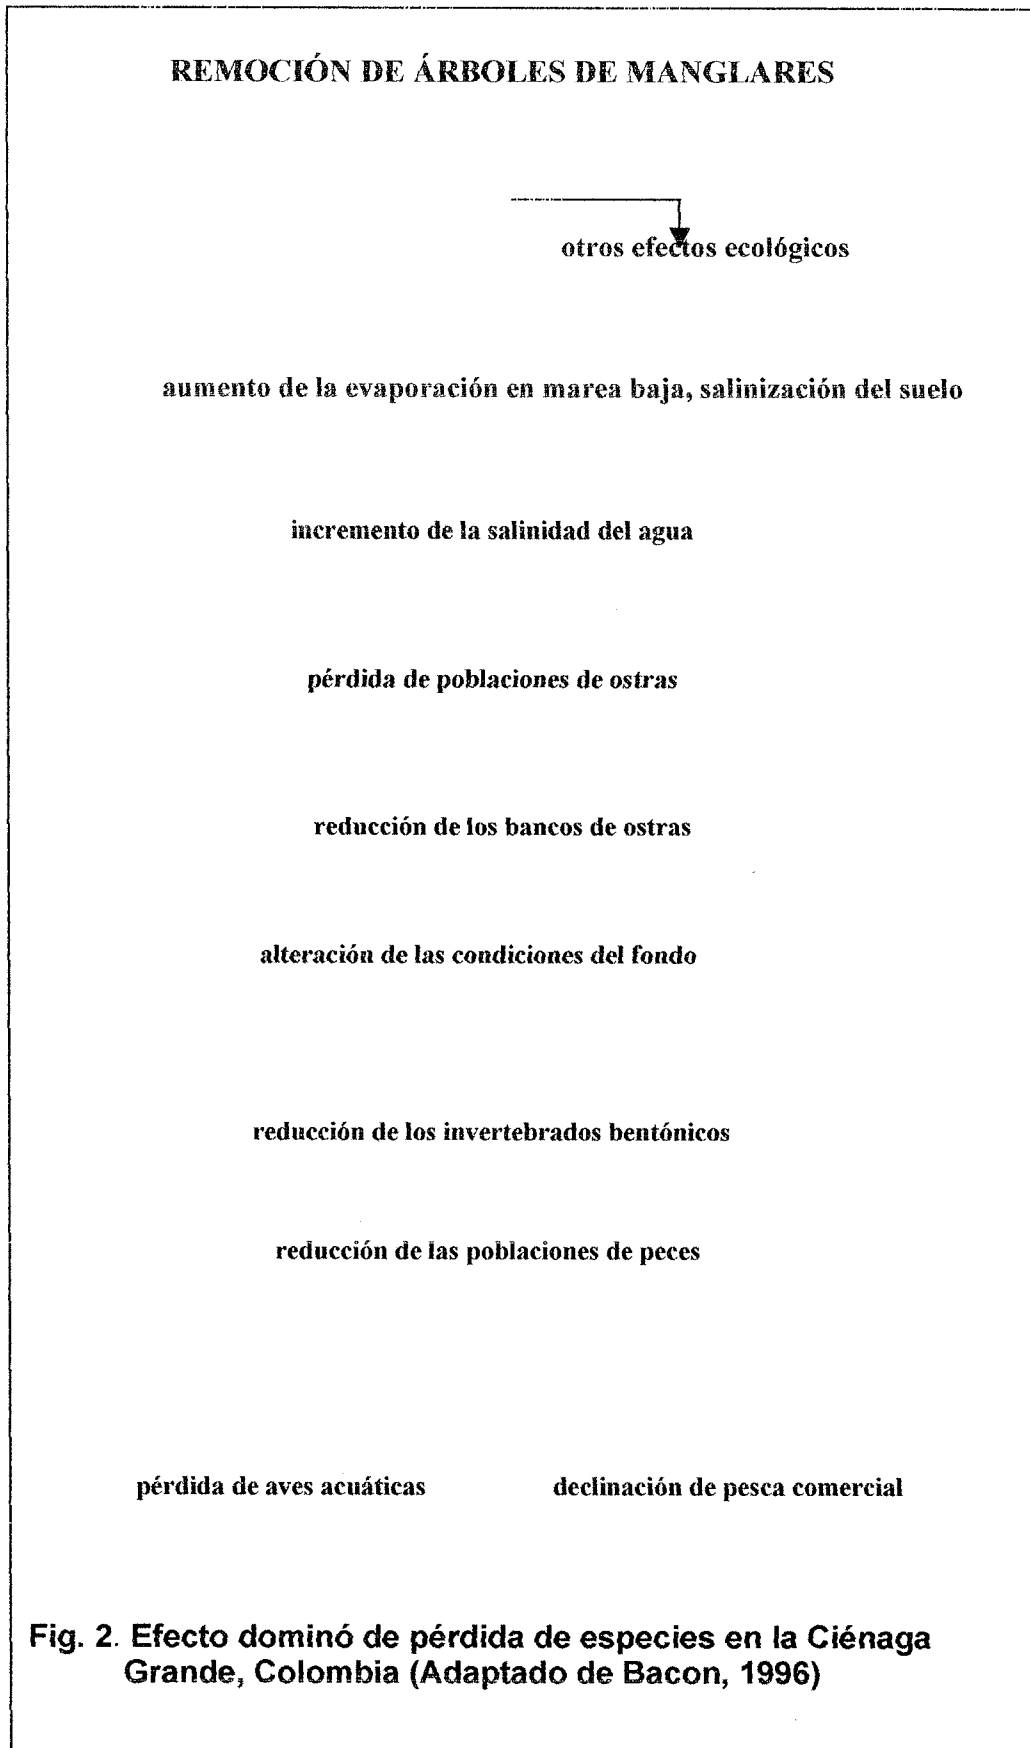 REMOCIÓN DE ÁRBOLES DE MANGLARES
otros efectos ecológicos
aumento de la evaporación en marea baja, salinización del suelo
incremento de la salinidad del agua
pérdida de poblaciones de ostras
reducción de los bancos de ostras
alteración de las condiciones del fondo
reducción de los invertebrados bentónicos
reducción de las poblaciones de peces
pérdida de aves acuáticas declinación de pesca comercial
Fig. 2. Efecto dominó de pérdida de especies en la Ciénaga
Grande, Colombia (Adaptado de Bacon, 1996)